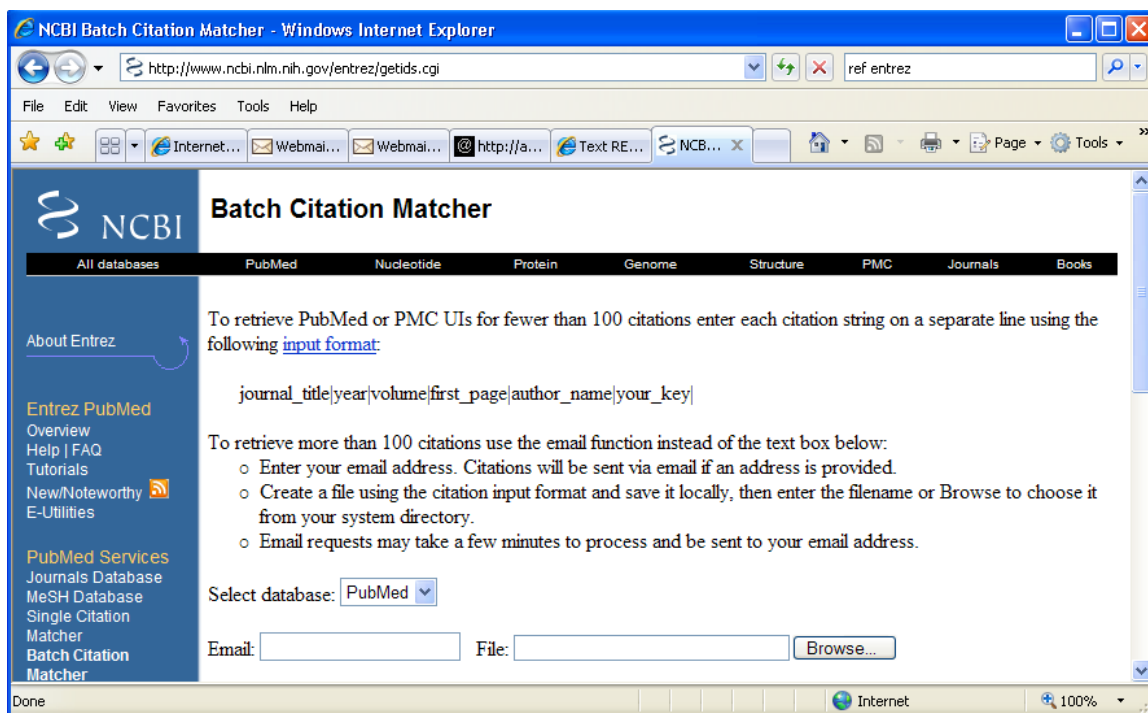 NCBI Batch Citation Matcher - Windows Internet Explorer
http://www.ncbi.nlm.nih.gov/entrez/getids.cgi
ref entrez
File Edit View Favorites Tools Help
Internet... Webmai... Webmai... http://a... Text RE... NCB... X Page Tools
NCBI
Batch Citation Matcher
All databases PubMed Nucleotide Protein Genome Structure PMC Journals Books
About Entrez
Entrez PubMed
Overview
Help | FAQ
Tutorials
New/Noteworthy
E-Utilities
PubMed Services
Journals Database
MeSH Database
Single Citation
Matcher
Batch Citation
Matcher
To retrieve PubMed or PMC UIs for fewer than 100 citations enter each citation string on a separate line using the
following input format:
journal_title|year|volume|first_page|author_name|your_key|
To retrieve more than 100 citations use the email function instead of the text box below:
Enter your email address. Citations will be sent via email if an address is provided.
Create a file using the citation input format and save it locally, then enter the filename or Browse to choose it
from your system directory.
Email requests may take a few minutes to process and be sent to your email address.
Select database: PubMed
Email: File: Browse...
Done Internet 100%